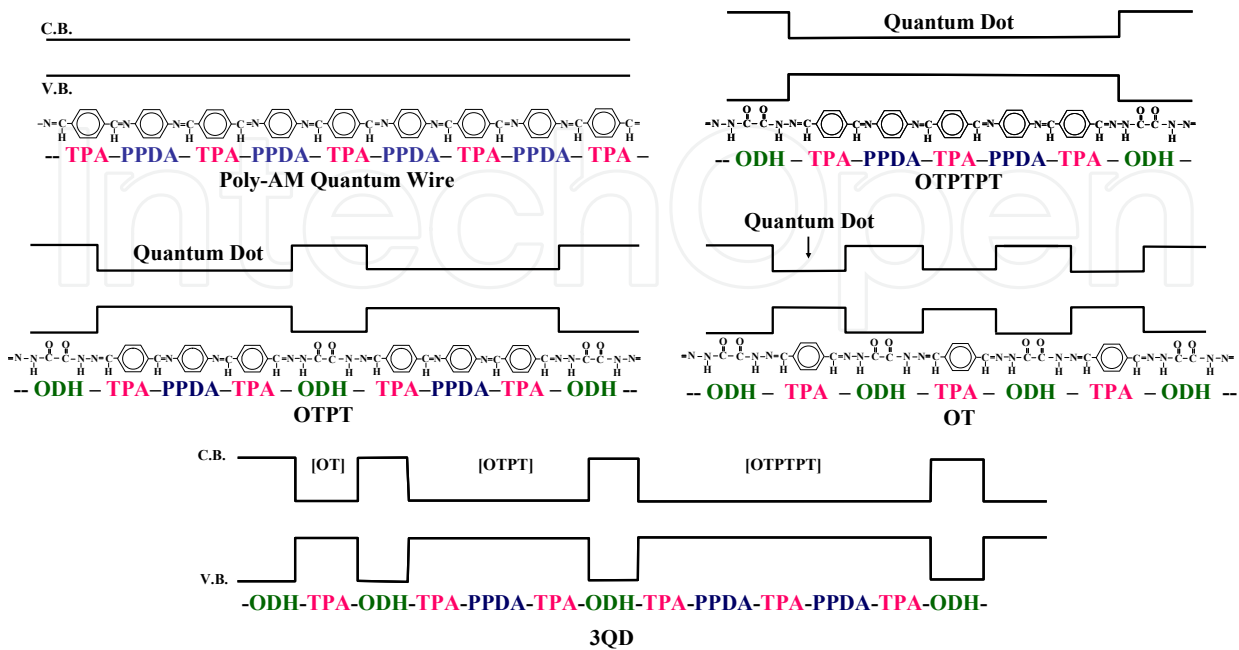 C.B.
V.B.
-- TPA–PPDA– TPA–PPDA– TPA–PPDA– TPA–PPDA– TPA –
Poly-AM Quantum Wire
Quantum Dot
-- ODH – TPA–PPDA–TPA–PPDA–TPA – ODH –
OTPTPT
Quantum Dot
-- ODH – TPA–PPDA–TPA – ODH – TPA–PPDA–TPA – ODH --
OTPT
Quantum Dot
-- ODH – TPA – ODH – TPA – ODH – TPA – ODH --
OT
C.B.
[OT]
[OTPT]
[OTPTPT]
V.B.
-ODH-TPA-ODH-TPA-PPDA-TPA-ODH-TPA-PPDA-TPA-PPDA-TPA-ODH-
3QD
IntechOpen